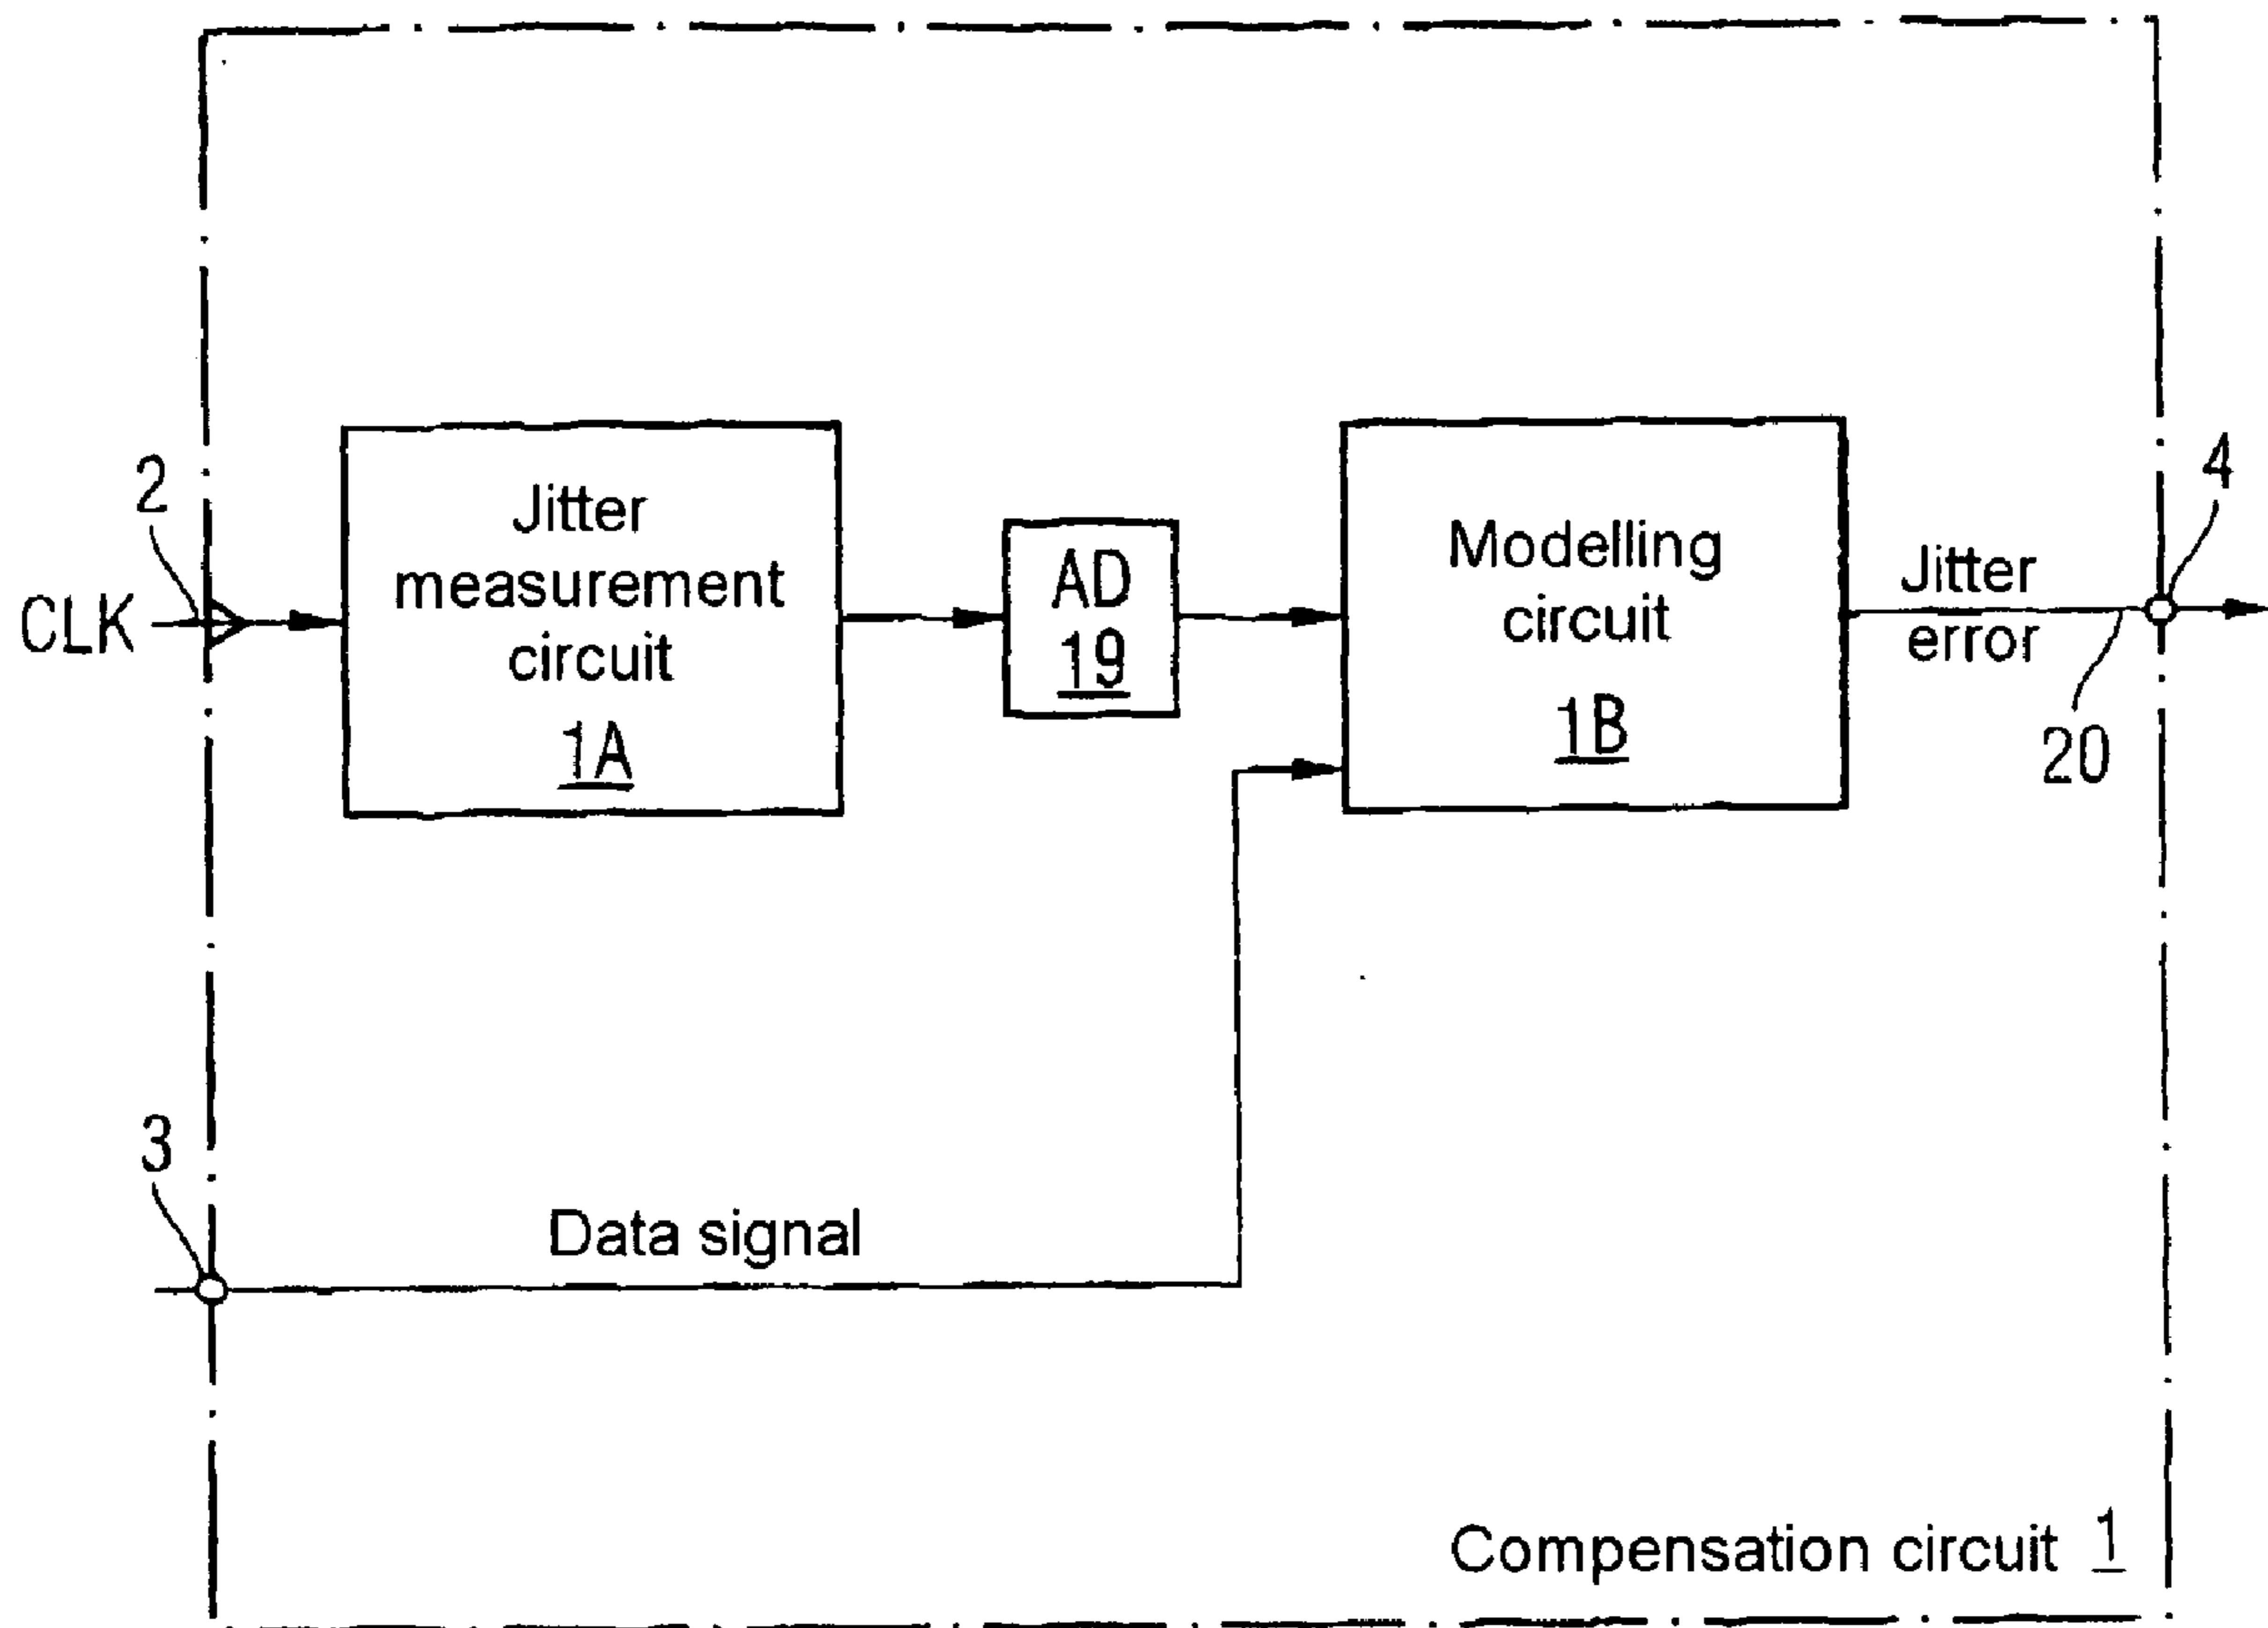 2
CLK
Jitter
measurement
circuit
1A
AD
19
Modelling
circuit
1B
Jitter
error
4
20
3
Data signal
Compensation circuit 1